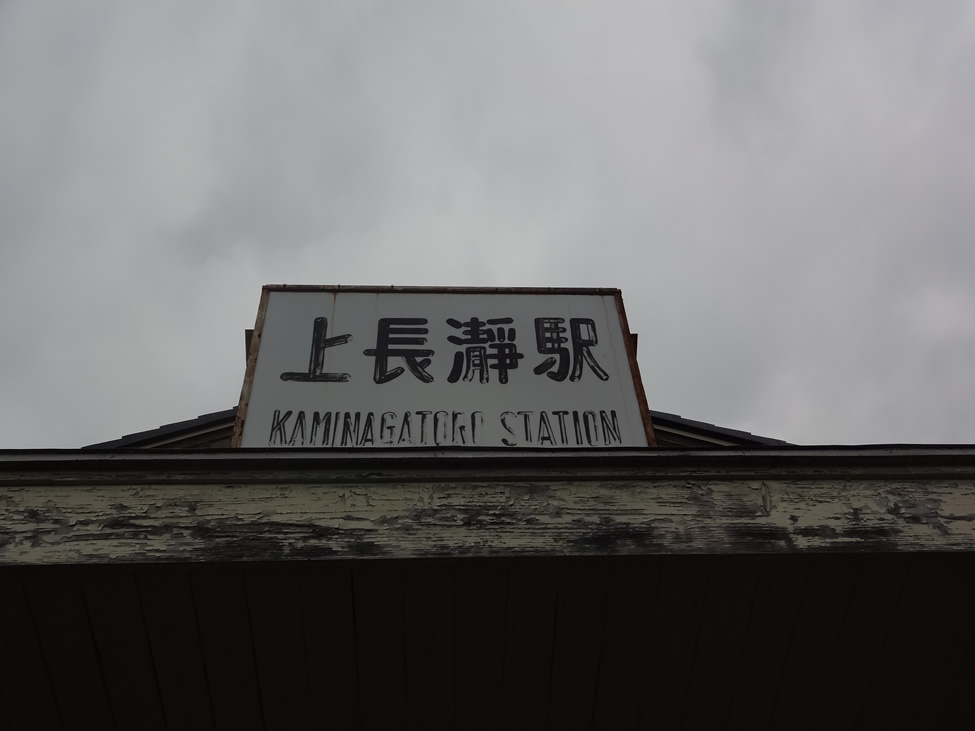 上長瀞駅
KAMINAGATORO STATION